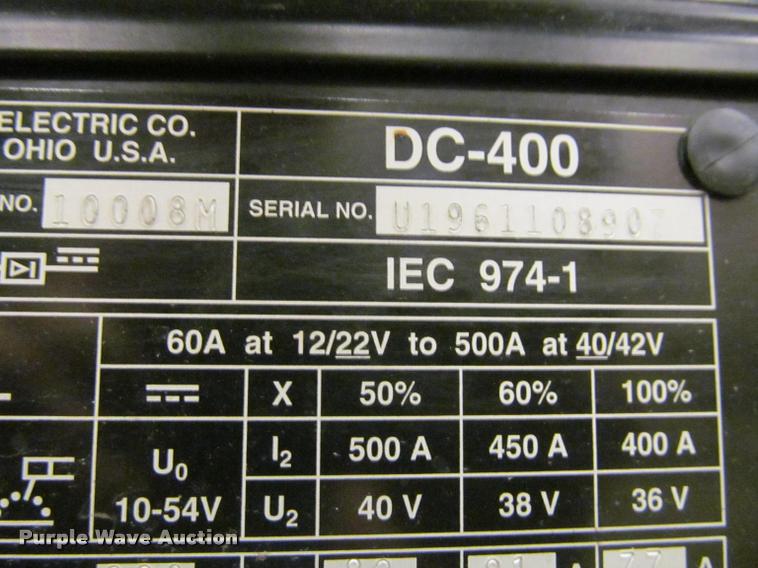 ELECTRIC CO.
OHIO U.S.A.
DC-400
NO. 10008M
SERIAL NO. U1961108907
IEC 974-1
60A at 12/22V to 500A at 40/42V
X 50% 60% 100%
U0 I2 500 A 450 A 400 A
10-54V U2 40 V 38 V 36 V
Purple Wave Auction
77 A